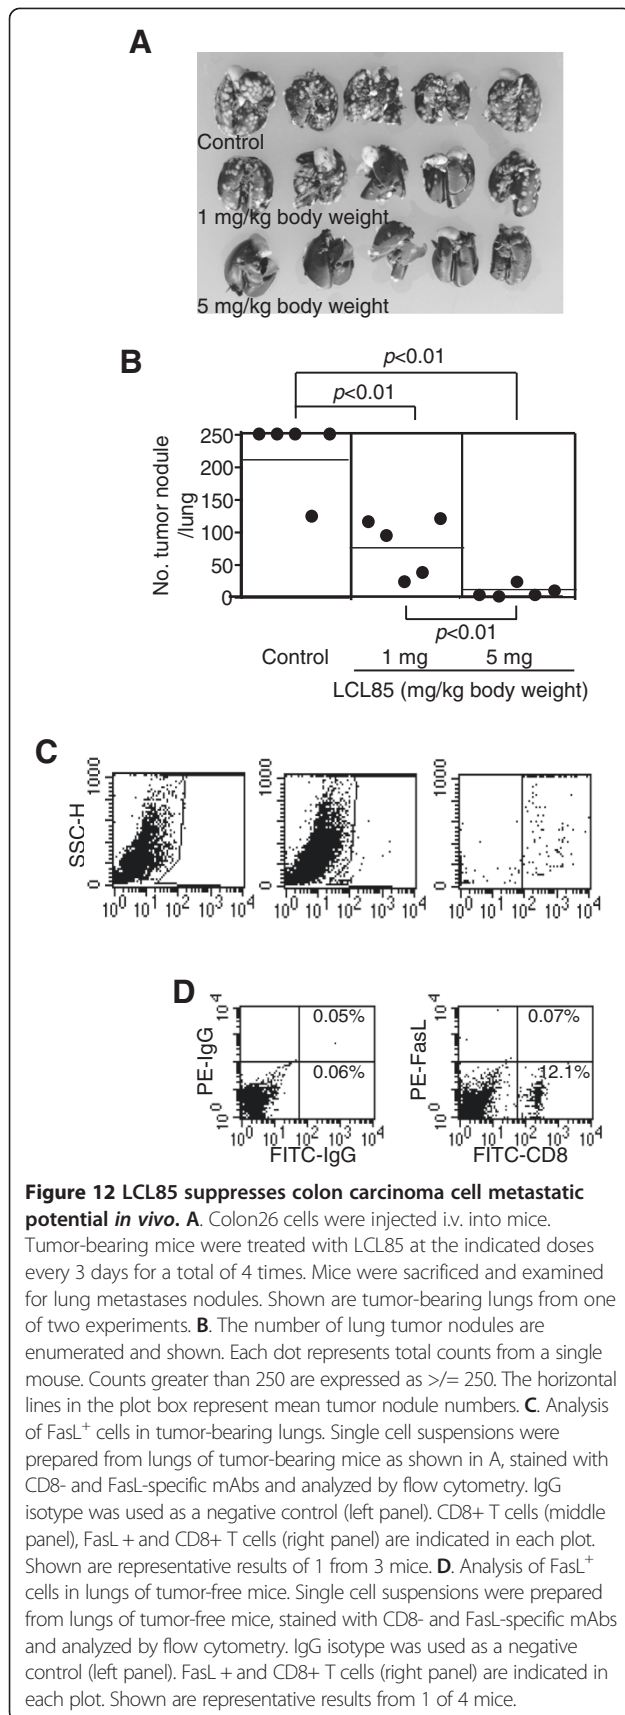 A
Control
1 mg/kg body weight
5 mg/kg body weight
B
p<0.01
p<0.01
No. tumor nodule
/lung
250
200
150
100
50
0
p<0.01
Control
1 mg
5 mg
LCL85 (mg/kg body weight)
C
SSC-H
1000
0
10⁰ 10¹ 10² 10³ 10⁴
1000
0
10⁰ 10¹ 10² 10³ 10⁴
1000
0
10⁰ 10¹ 10² 10³ 10⁴
D
PE-IgG
10⁴
10⁰
0.05%
0.06%
10⁰ 10¹ 10² 10³ 10⁴
FITC-IgG
PE-FasL
10⁴
10⁰
0.07%
12.1%
10⁰ 10¹ 10² 10³ 10⁴
FITC-CD8
Figure 12 LCL85 suppresses colon carcinoma cell metastatic
potential in vivo. A. Colon26 cells were injected i.v. into mice.
Tumor-bearing mice were treated with LCL85 at the indicated doses
every 3 days for a total of 4 times. Mice were sacrificed and examined
for lung metastases nodules. Shown are tumor-bearing lungs from one
of two experiments. B. The number of lung tumor nodules are
enumerated and shown. Each dot represents total counts from a single
mouse. Counts greater than 250 are expressed as >/= 250. The horizontal
lines in the plot box represent mean tumor nodule numbers. C. Analysis
of FasL⁺ cells in tumor-bearing lungs. Single cell suspensions were
prepared from lungs of tumor-bearing mice as shown in A, stained with
CD8- and FasL-specific mAbs and analyzed by flow cytometry. IgG
isotype was used as a negative control (left panel). CD8+ T cells (middle
panel), FasL + and CD8+ T cells (right panel) are indicated in each plot.
Shown are representative results of 1 from 3 mice. D. Analysis of FasL⁺
cells in lungs of tumor-free mice. Single cell suspensions were prepared
from lungs of tumor-free mice, stained with CD8- and FasL-specific mAbs
and analyzed by flow cytometry. IgG isotype was used as a negative
control (left panel). FasL + and CD8+ T cells (right panel) are indicated in
each plot. Shown are representative results from 1 of 4 mice.